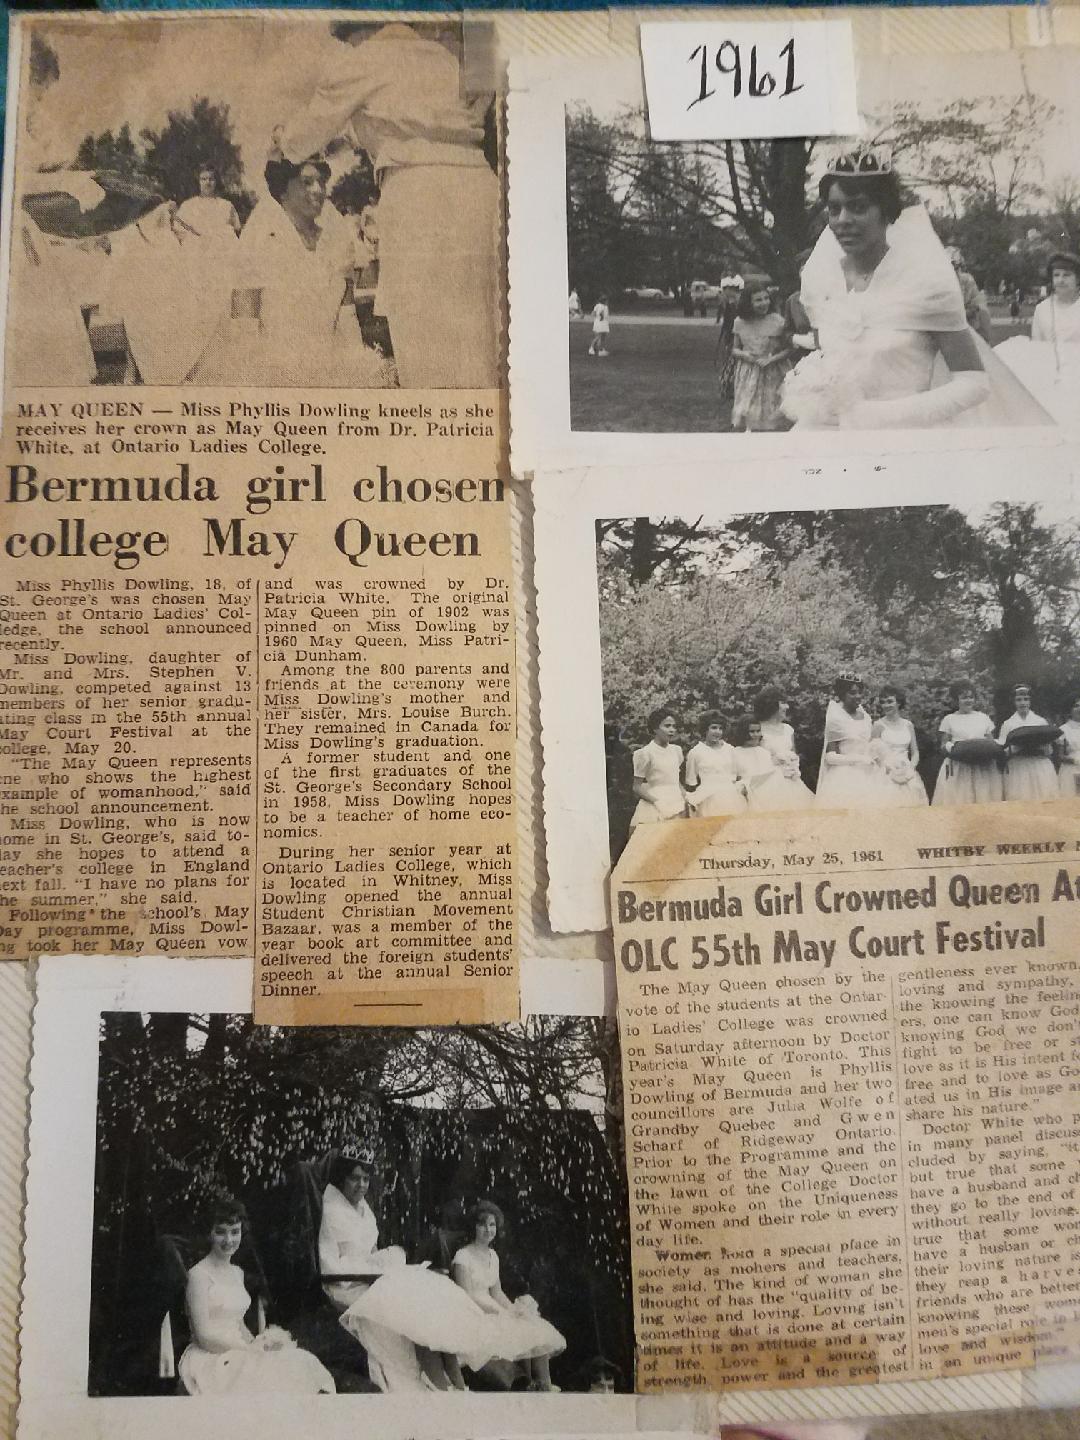 1961
MAY QUEEN — Miss Phyllis Dowling kneels as she
receives her crown as May Queen from Dr. Patricia
White, at Ontario Ladies College.
Bermuda girl chosen
college May Queen
Miss Phyllis Dowling, 18, of
St. George's was chosen May
Queen at Ontario Ladies' Col-
ledge, the school announced
recently.
Miss Dowling, daughter of
Mr. and Mrs. Stephen V.
Dowling, competed against 13
members of her senior gradu-
ating class in the 55th annual
May Court Festival at the
college, May 20.
"The May Queen represents
one who shows the highest
example of womanhood," said
the school announcement.
Miss Dowling, who is now
home in St. George's, said to-
day she hopes to attend a
teacher's college in England
next fall. "I have no plans for
the summer," she said.
Following the school's May
Day programme, Miss Dowl-
ing took her May Queen vow
and was crowned by Dr.
Patricia White. The original
May Queen pin of 1902 was
pinned on Miss Dowling by
1960 May Queen, Miss Patri-
cia Dunham.
Among the 800 parents and
friends at the ceremony were
Miss Dowling's mother and
her sister, Mrs. Louise Burch.
They remained in Canada for
Miss Dowling's graduation.
A former student and one
of the first graduates of the
St. George's Secondary School
in 1958, Miss Dowling hopes
to be a teacher of home eco-
nomics.
During her senior year at
Ontario Ladies College, which
is located in Whitney, Miss
Dowling opened the annual
Student Christian Movement
Bazaar, was a member of the
year book art committee and
delivered the foreign students'
speech at the annual Senior
Dinner.
Thursday, May 25, 1961 WHITBY WEEKLY
Bermuda Girl Crowned Queen At
OLC 55th May Court Festival
The May Queen chosen by the
vote of the students at the Ontar-
io Ladies' College was crowned
on Saturday afternoon by Doctor
Patricia White of Toronto. This
year's May Queen is Phyllis
Dowling of Bermuda and her two
councillors are Julia Wolfe of
Grandby Quebec and Gwen
Scharf of Ridgeway Ontario.
Prior to the Programme and the
crowning of the May Queen on
the lawn of the College Doctor
White spoke on the Uniqueness
of Women and their role in every
day life.
Women hold a special place in
society as mohers and teachers,
she said. The kind of woman she
thought of has the "quality of be-
ing wise and loving. Loving isn't
something that is done at certain
times it is an attitude and a way
of life. Love is a source of
strength power and the greatest
gentleness ever known.
loving and sympathy,
the knowing the feelin
ers, one can know God
knowing God we don't
fight to be free or st
love as it is His intent f
free and to love as Go
ated us in His image a
share his nature."
Doctor White who p
in many panel discus
cluded by saying, "it
but true that some
have a husband and ch
they go to the end of
without really loving.
true that some wom
have a husban or ch
their loving nature is
they reap a harve
friends who are better
knowing these wome
men's special role in l
love and wisdom"
in an unique place